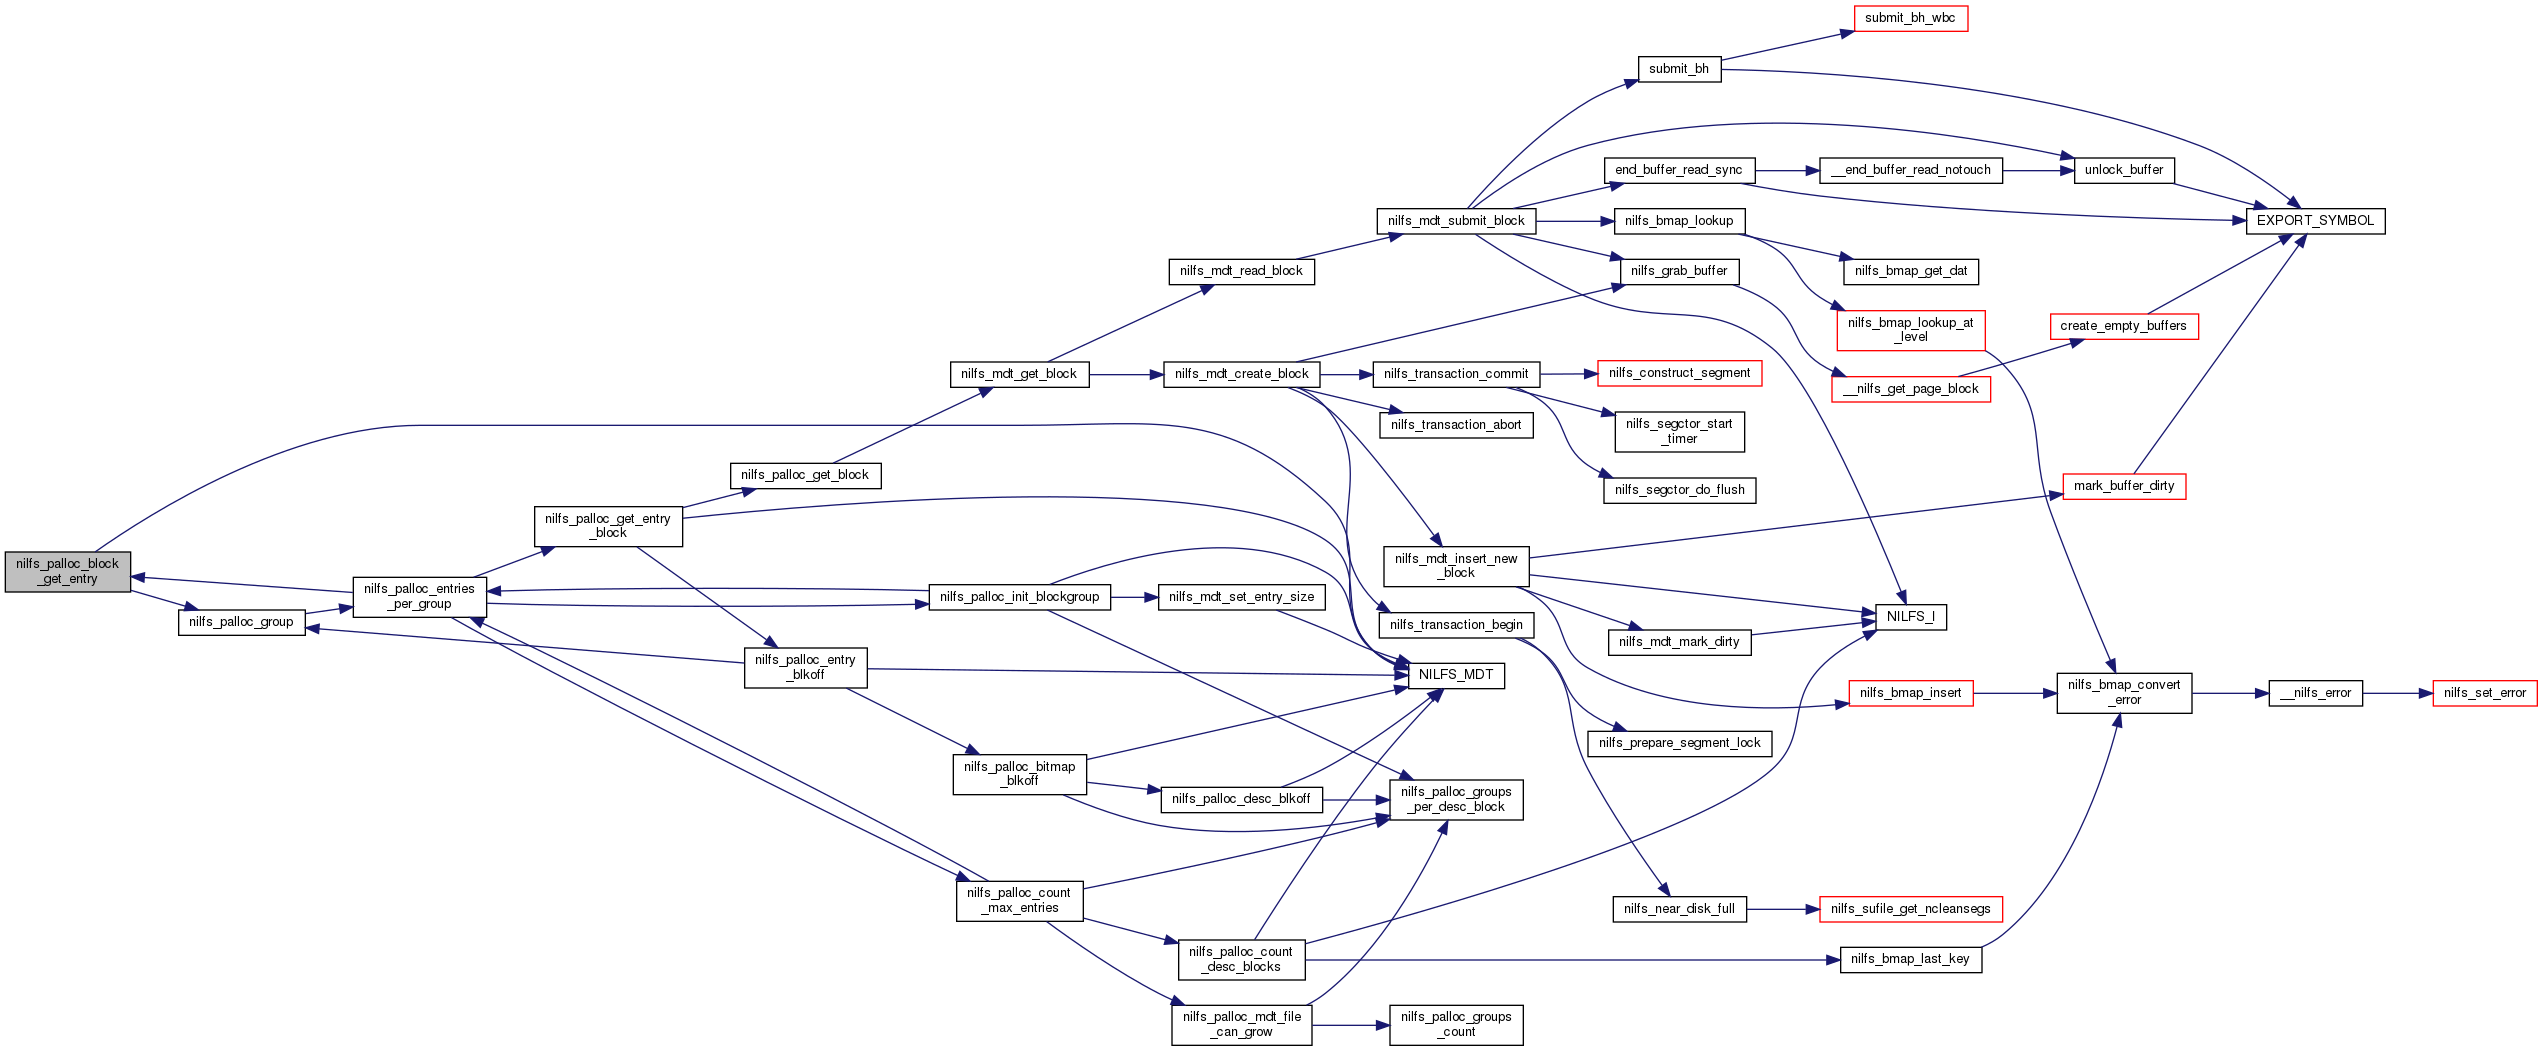 submit_bh_wbc
submit_bh
end_buffer_read_sync
__end_buffer_read_notouch
unlock_buffer
nilfs_mdt_submit_block
nilfs_bmap_lookup
EXPORT_SYMBOL
nilfs_mdt_read_block
nilfs_grab_buffer
nilfs_bmap_get_dat
nilfs_bmap_lookup_at
_level
create_empty_buffers
nilfs_mdt_get_block
nilfs_mdt_create_block
nilfs_transaction_commit
nilfs_construct_segment
__nilfs_get_page_block
nilfs_transaction_abort
nilfs_segctor_start
_timer
nilfs_palloc_get_block
nilfs_segctor_do_flush
mark_buffer_dirty
nilfs_palloc_get_entry
_block
nilfs_palloc_block
_get_entry
nilfs_mdt_insert_new
_block
nilfs_palloc_entries
_per_group
nilfs_palloc_init_blockgroup
nilfs_mdt_set_entry_size
nilfs_palloc_group
nilfs_transaction_begin
NILFS_I
nilfs_mdt_mark_dirty
nilfs_palloc_entry
_blkoff
NILFS_MDT
nilfs_bmap_insert
nilfs_bmap_convert
_error
__nilfs_error
nilfs_set_error
nilfs_prepare_segment_lock
nilfs_palloc_bitmap
_blkoff
nilfs_palloc_desc_blkoff
nilfs_palloc_groups
_per_desc_block
nilfs_palloc_count
_max_entries
nilfs_near_disk_full
nilfs_sufile_get_ncleansegs
nilfs_palloc_count
_desc_blocks
nilfs_bmap_last_key
nilfs_palloc_mdt_file
_can_grow
nilfs_palloc_groups
_count